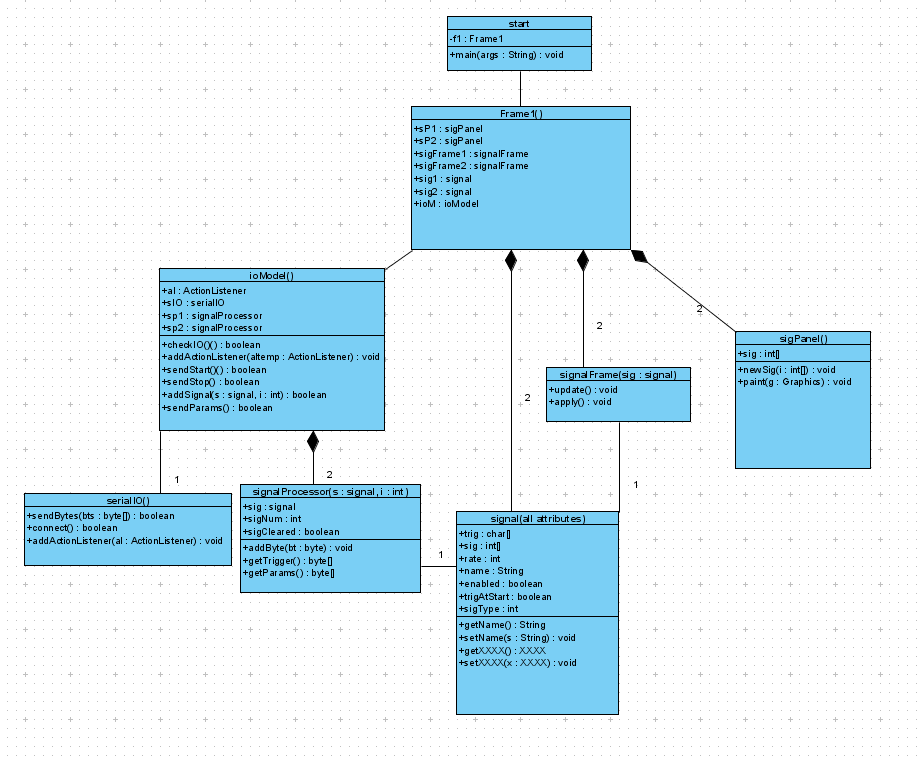 start
-f1 : Frame1
+main(args : String) : void
Frame1()
+sP1 : sigPanel
+sP2 : sigPanel
+sigFrame1 : signalFrame
+sigFrame2 : signalFrame
+sig1 : signal
+sig2 : signal
+ioM : ioModel
ioModel()
+al : ActionListener
+sIO : serialIO
+sp1 : signalProcessor
+sp2 : signalProcessor
+checkIO()() : boolean
+addActionListener(altemp : ActionListener) : void
+sendStart()() : boolean
+sendStop() : boolean
+addSignal(s : signal, i : int) : boolean
+sendParams() : boolean
2
sigPanel()
+sig : int[]
+newSig(i : int[]) : void
+paint(g : Graphics) : void
2
signalFrame(sig : signal)
+update() : void
+apply() : void
2
1
serialIO()
+sendBytes(bts : byte[]) : boolean
+connect() : boolean
+addActionListener(al : ActionListener) : void
2
signalProcessor(s : signal, i : int)
+sig : signal
+sigNum : int
+sigCleared : boolean
+addByte(bt : byte) : void
+getTrigger() : byte[]
+getParams() : byte[]
1
1
signal(all attributes)
+trig : char[]
+sig : int[]
+rate : int
+name : String
+enabled : boolean
+trigAtStart : boolean
+sigType : int
+getName() : String
+setName(s : String) : void
+getXXXX() : XXXX
+setXXXX(x : XXXX) : void